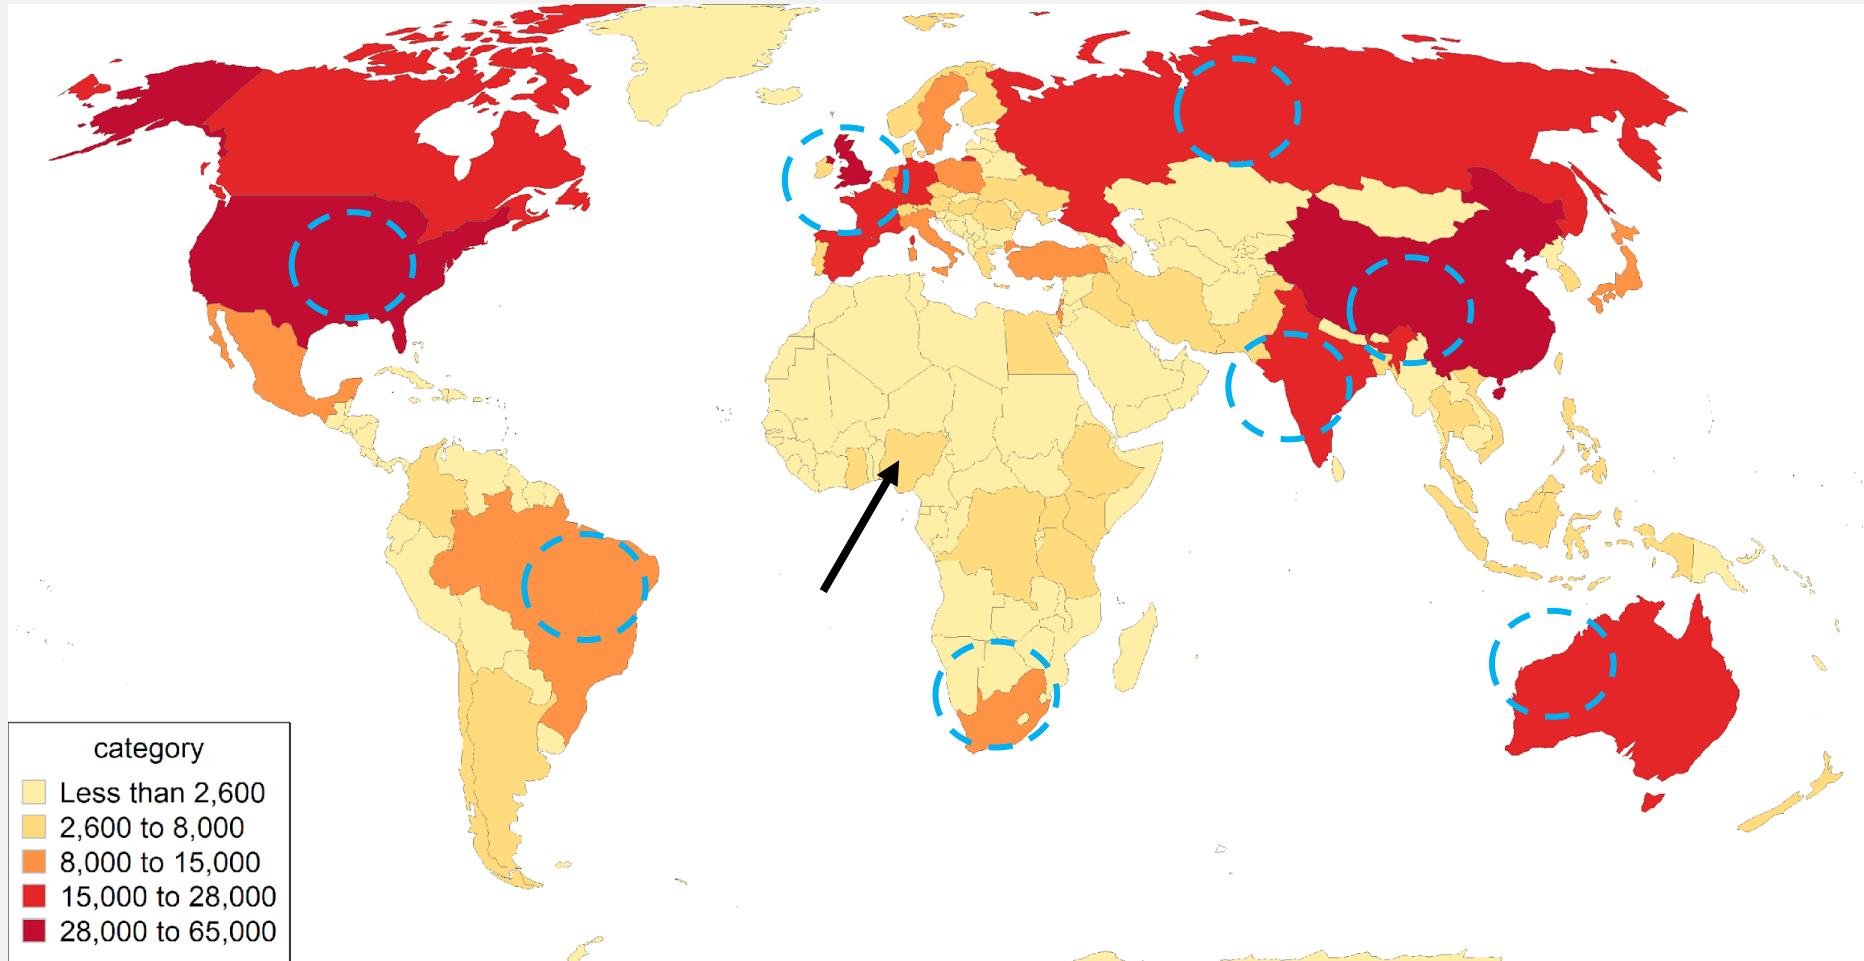 category
Less than 2,600
2,600 to 8,000
8,000 to 15,000
15,000 to 28,000
28,000 to 65,000